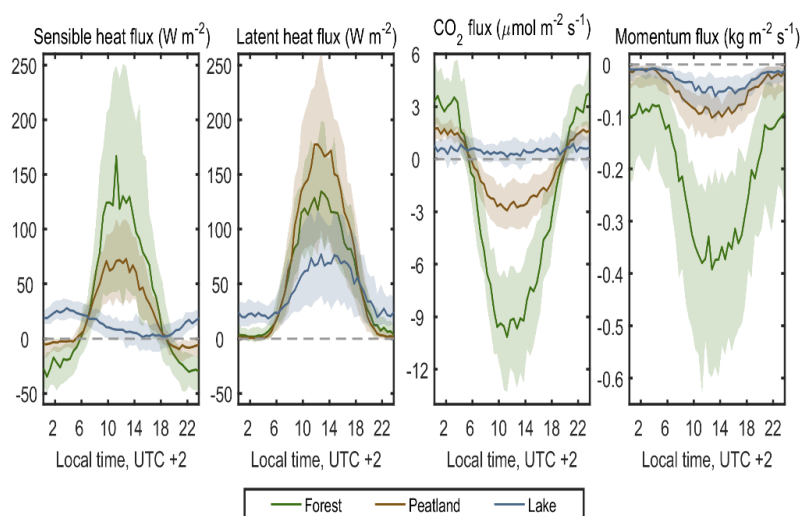 Sensible heat flux (W m⁻²)
Latent heat flux (W m⁻²)
CO₂ flux (μmol m⁻² s⁻¹)
Momentum flux (kg m⁻² s⁻¹)
250
200
150
100
50
0
-50
2 6 10 14 18 22
Local time, UTC +2
250
200
150
100
50
0
-50
2 6 10 14 18 22
Local time, UTC +2
6
3
0
-3
-6
-9
-12
2 6 10 14 18 22
Local time, UTC +2
0
-0.1
-0.2
-0.3
-0.4
-0.5
-0.6
2 6 10 14 18 22
Local time, UTC +2
Forest Peatland Lake